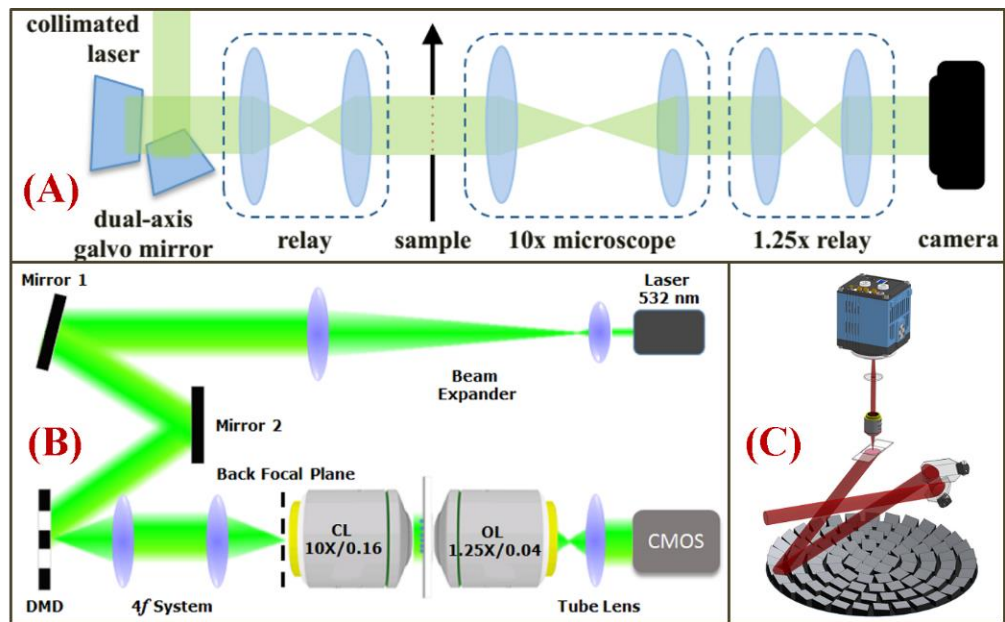 collimated
laser
(A)
dual-axis
galvo mirror
relay
sample
10x microscope
1.25x relay
camera
Mirror 1
Laser
532 nm
Beam
Expander
Mirror 2
(B)
Back Focal Plane
CL
10X/0.16
OL
1.25X/0.04
CMOS
DMD
4f System
Tube Lens
(C)